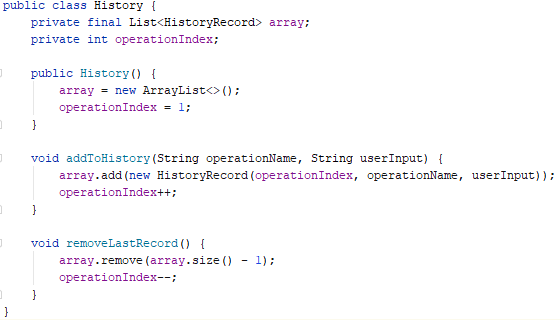 public class History {
    private final List<HistoryRecord> array;
    private int operationIndex;

    public History() {
        array = new ArrayList<>();
        operationIndex = 1;
    }

    void addToHistory(String operationName, String userInput) {
        array.add(new HistoryRecord(operationIndex, operationName, userInput));
        operationIndex++;
    }

    void removeLastRecord() {
        array.remove(array.size() - 1);
        operationIndex--;
    }
}